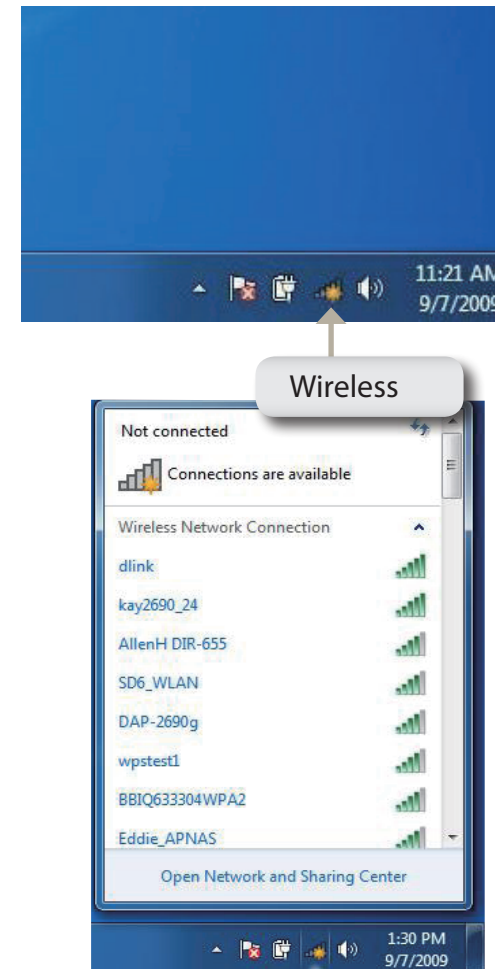 11:21 AM
9/7/2009
Wireless
Not connected
Connections are available
Wireless Network Connection
dlink
kay2690_24
AllenH DIR-655
SD6_WLAN
DAP-2690g
wpstest1
BBIQ633304WPA2
Eddie_APNAS
Open Network and Sharing Center
1:30 PM
9/7/2009